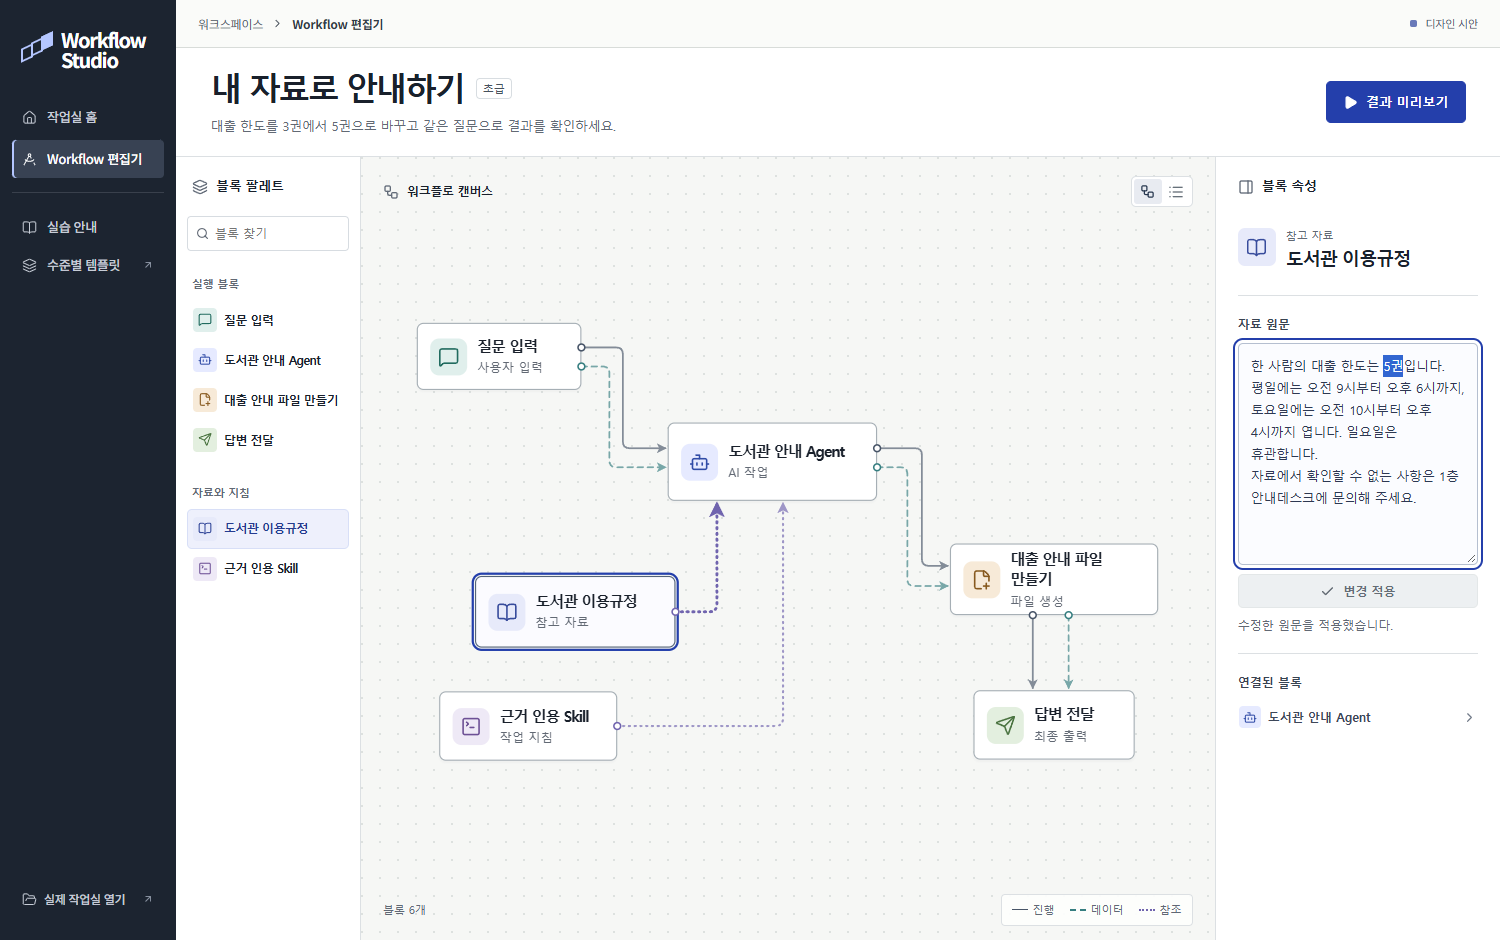 Workflow
Studio
작업실 홈
Workflow 편집기
실습 안내
수준별 템플릿
실제 작업실 열기
워크스페이스 > Workflow 편집기
디자인 시안
내 자료로 안내하기
초급
대출 한도를 3권에서 5권으로 바꾸고 같은 질문으로 결과를 확인하세요.
결과 미리보기
블록 팔레트
블록 찾기
실행 블록
질문 입력
도서관 안내 Agent
대출 안내 파일 만들기
답변 전달
자료와 지침
도서관 이용규정
근거 인용 Skill
워크플로 캔버스
질문 입력
사용자 입력
도서관 안내 Agent
AI 작업
대출 안내 파일
만들기
파일 생성
도서관 이용규정
참고 자료
근거 인용 Skill
작업 지침
답변 전달
최종 출력
블록 6개
진행
데이터
참조
블록 속성
참고 자료
도서관 이용규정
자료 원문
한 사람의 대출 한도는 5권입니다.
평일에는 오전 9시부터 오후 6시까지,
토요일에는 오전 10시부터 오후
4시까지 엽니다. 일요일은
휴관합니다.
자료에서 확인할 수 없는 사항은 1층
안내데스크에 문의해 주세요.
변경 적용
수정한 원문을 적용했습니다.
연결된 블록
도서관 안내 Agent